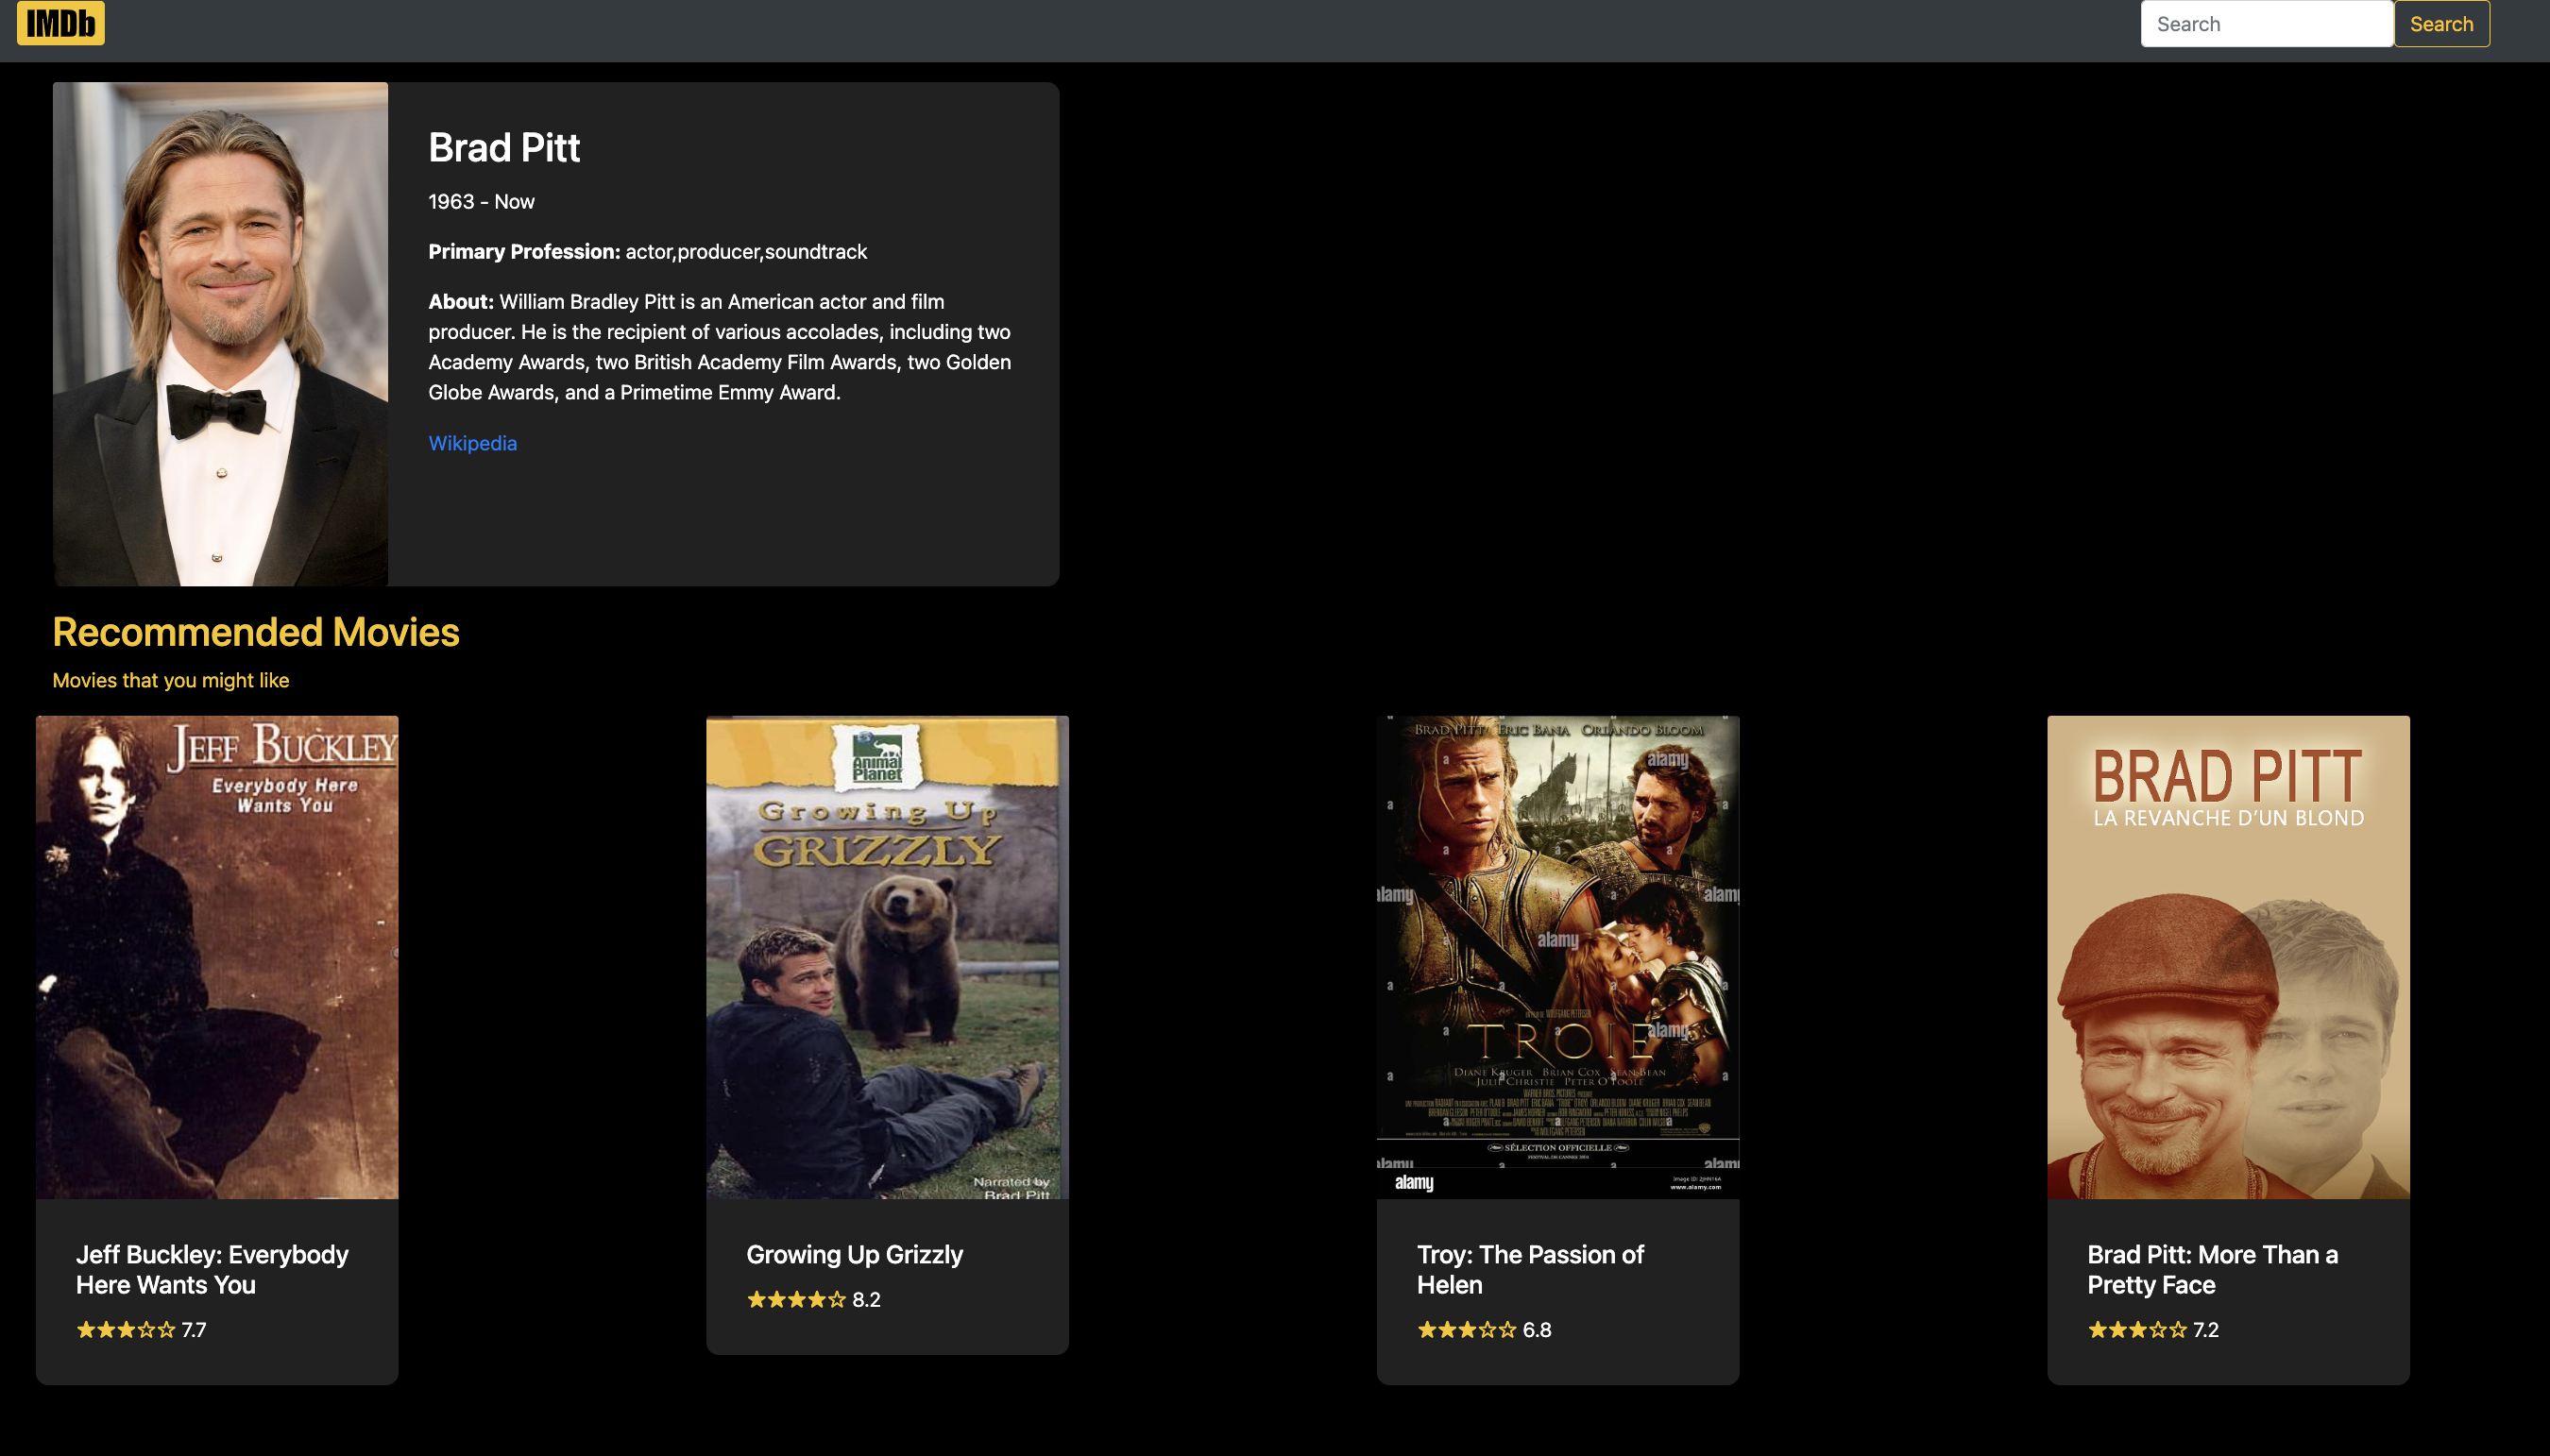 IMDb
Search
Search
Brad Pitt
1963 - Now
Primary Profession: actor,producer,soundtrack
About: William Bradley Pitt is an American actor and film
producer. He is the recipient of various accolades, including two
Academy Awards, two British Academy Film Awards, two Golden
Globe Awards, and a Primetime Emmy Award.
Wikipedia
Recommended Movies
Movies that you might like
JEFF BUCKLEY
Everybody Here
Wants You
Jeff Buckley: Everybody
Here Wants You
7.7
Animal
Planet
Growing Up
GRIZZLY
Narrated by
Brad Pitt
Growing Up Grizzly
8.2
BRAD PITT ERIC BANA ORLANDO BLOOM
alamy
alamy
alamy
TROIE
alamy
DIANE KRUGER BRIAN COX SEAN BEAN
JULIE CHRISTIE PETER O'TOOLE
SÉLECTION OFFICIELLE
alamy
www.alamy.com
Troy: The Passion of
Helen
6.8
BRAD PITT
LA REVANCHE D'UN BLOND
Brad Pitt: More Than a
Pretty Face
7.2